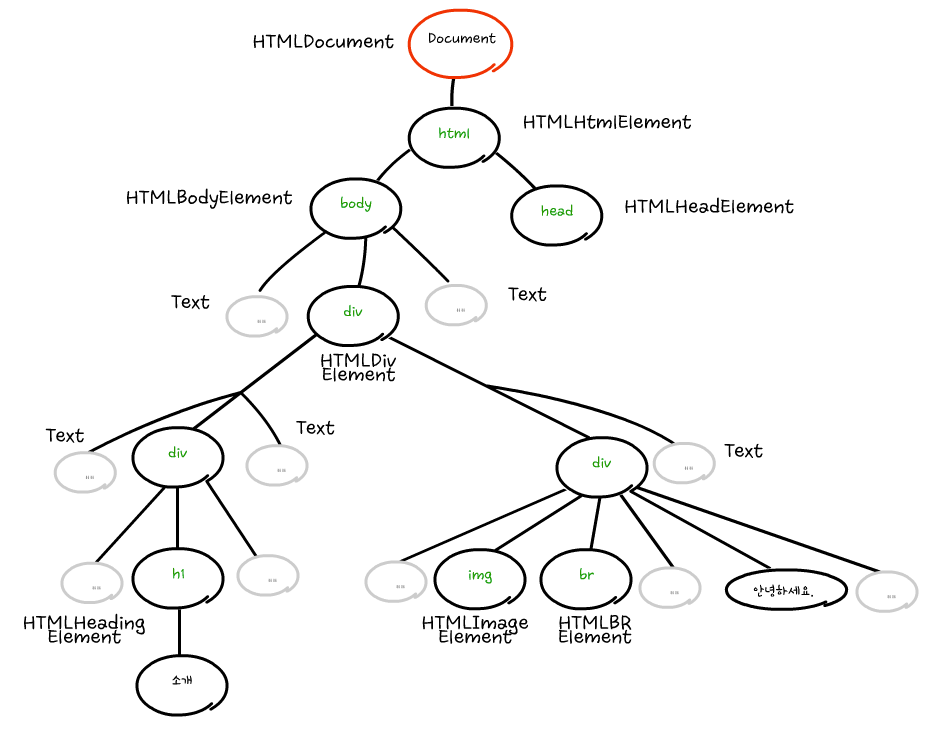 HTMLDocument
Document
html
HTMLHtmlElement
HTMLBodyElement
body
head
HTMLHeadElement
Text
""
div
""
Text
HTMLDiv
Element
Text
""
div
""
Text
div
""
Text
""
h1
""
""
img
br
""
안녕하세요.
""
HTMLHeading
Element
HTMLImage
Element
HTMLBR
Element
소개